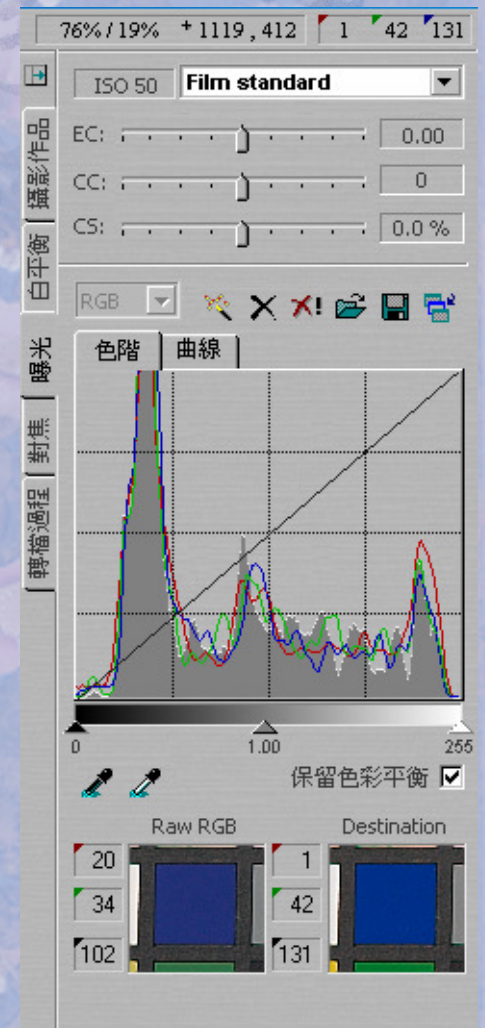 76% / 19% + 1119 , 412 1 42 131
ISO 50 Film standard
EC: 0.00
CC: 0
CS: 0.0 %
攝影作品
白平衡
曝光
對焦
轉檔過程
RGB
色階 曲線
0 1.00 255
保留色彩平衡
Raw RGB Destination
20 1
34 42
102 131